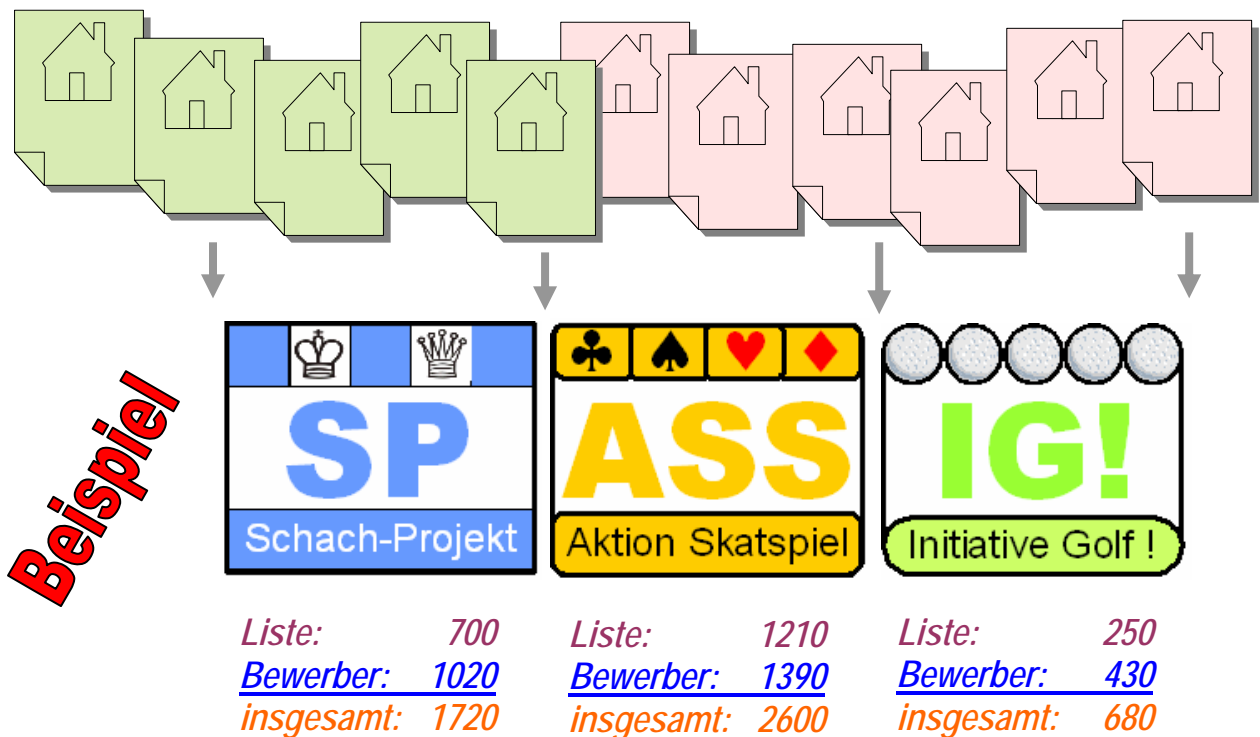 Beispiel
SP
Schach-Projekt
ASS
Aktion Skatspiel
IG!
Initiative Golf !
Liste: 700
Bewerber: 1020
insgesamt: 1720
Liste: 1210
Bewerber: 1390
insgesamt: 2600
Liste: 250
Bewerber: 430
insgesamt: 680